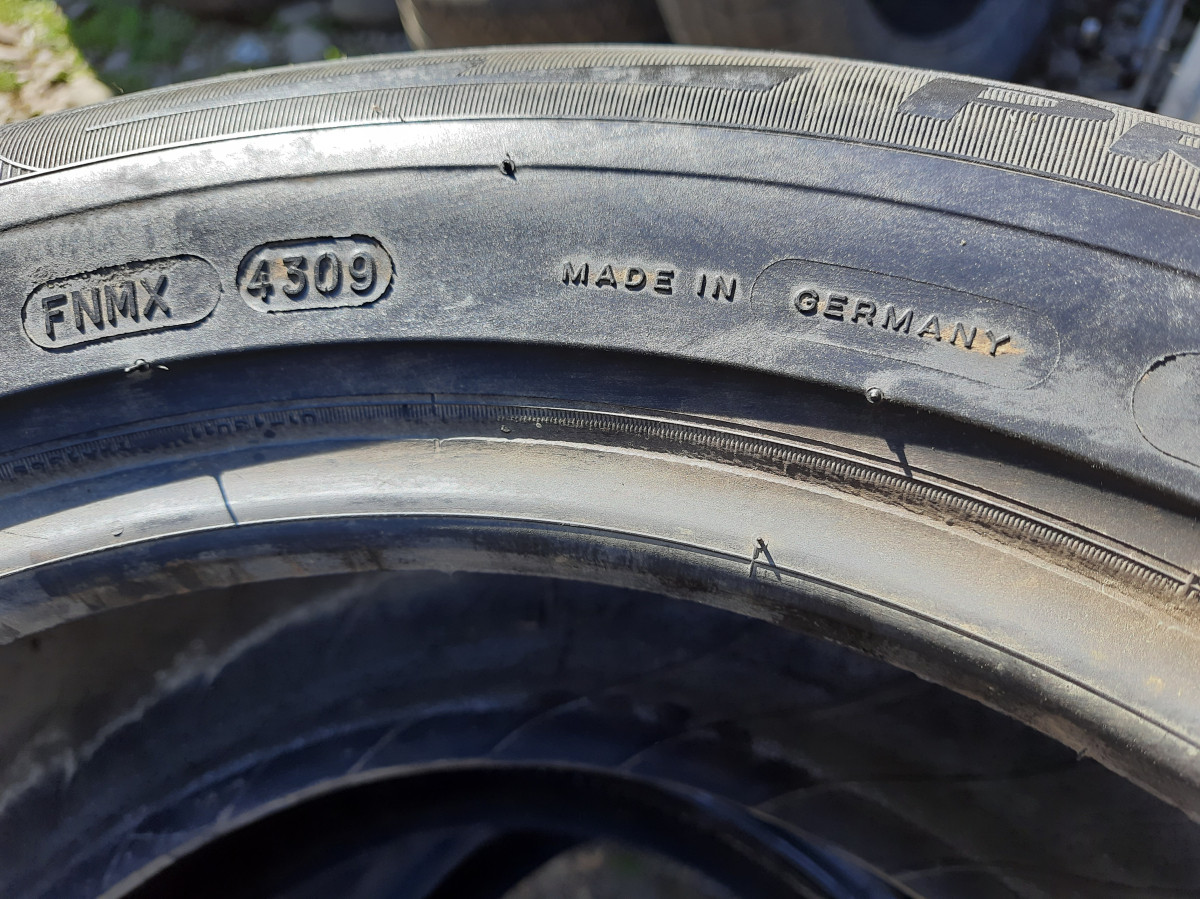 FNMX 4309 MADE IN GERMANY